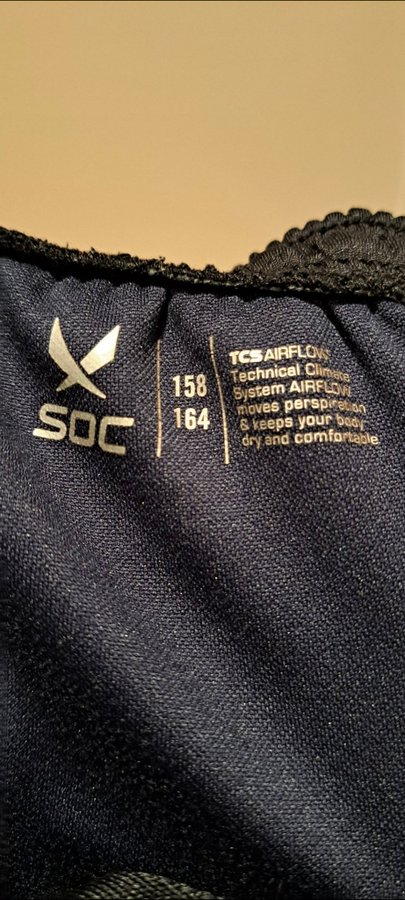 SOC
158
164
TCS AIRFLOW
Technical Climate
System AIRFLOW
moves perspiration
& keeps your body
dry and comfortable